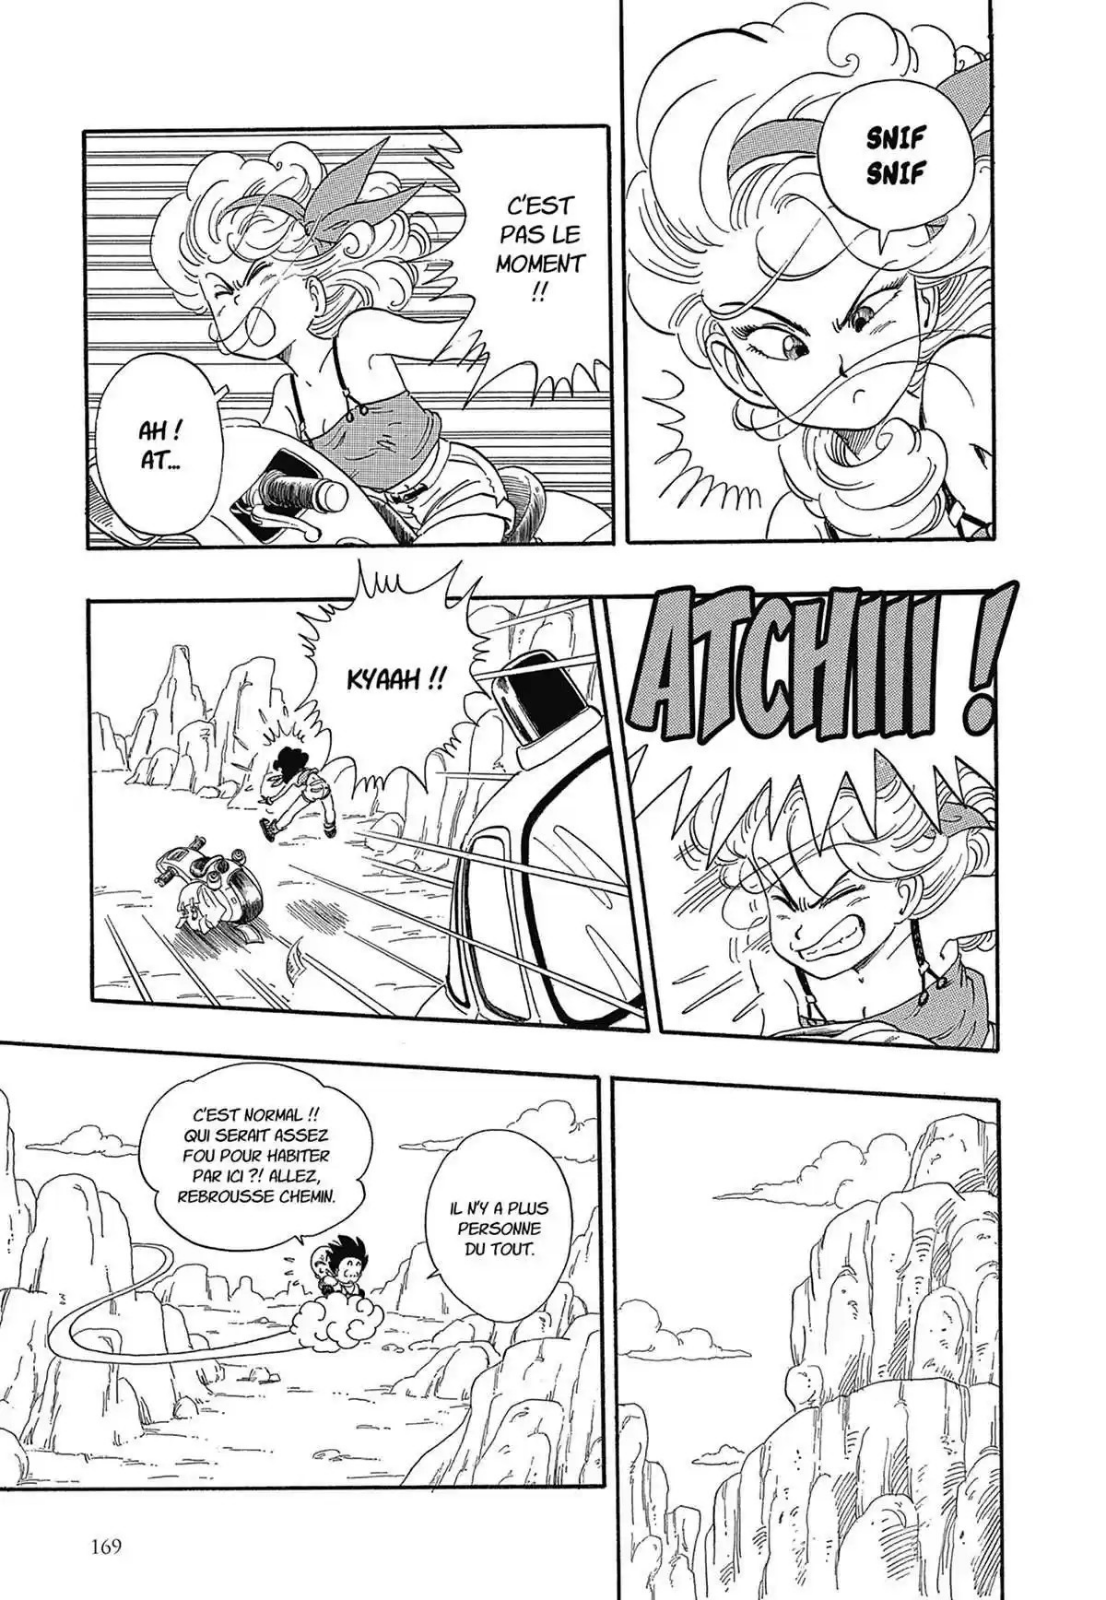 SNIF
SNIF
C'EST
PAS LE
MOMENT
!!
AH !
AT...
ATCHIII !
KYAAH !!
IL N'Y A PLUS
PERSONNE
DU TOUT.
C'EST NORMAL !!
QUI SERAIT ASSEZ
FOU POUR HABITER
PAR ICI ?! ALLEZ,
REBROUSSE CHEMIN.
169